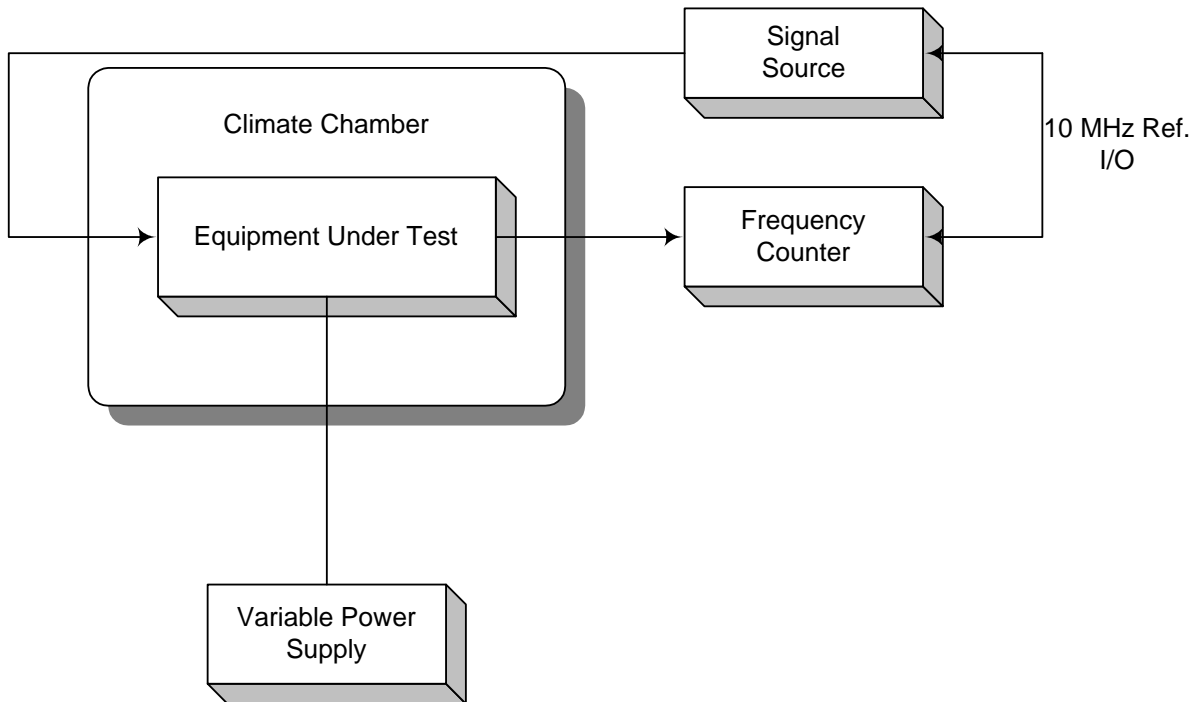 Signal
Source
Climate Chamber
10 MHz Ref.
I/O
Equipment Under Test
Frequency
Counter
Variable Power
Supply